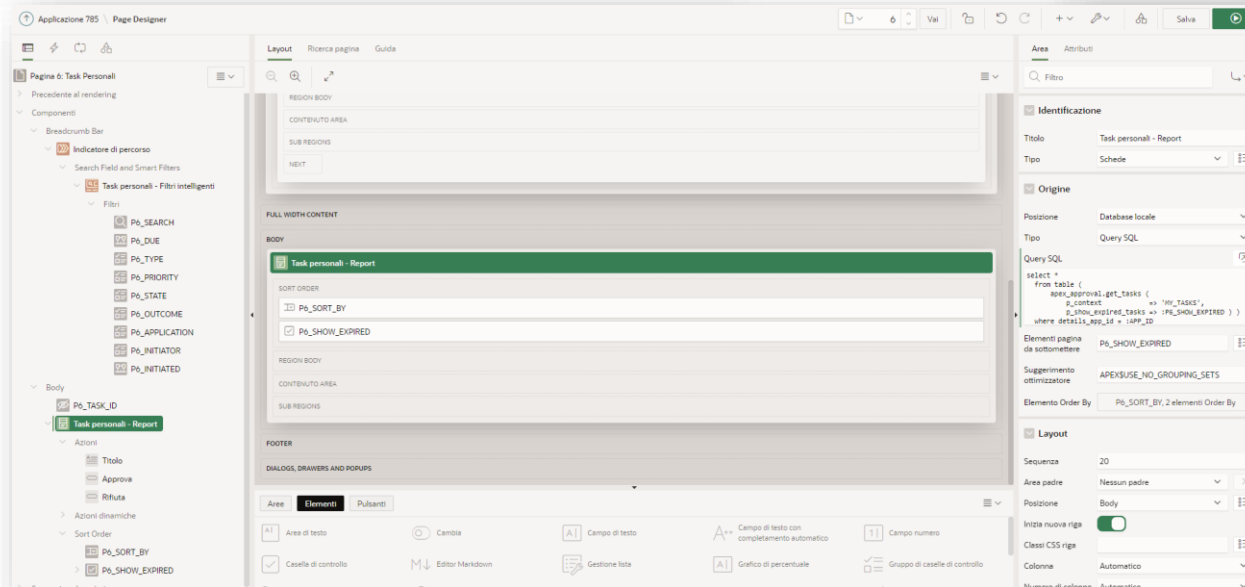 Applicazione 785 \ Page Designer
6
Vai
Salva
Pagina 6: Task Personali
Precedente al rendering
Componenti
Breadcrumb Bar
Indicatore di percorso
Search Field and Smart Filters
Task personali - Filtri intelligenti
Filtri
P6_SEARCH
P6_DUE
P6_TYPE
P6_PRIORITY
P6_STATE
P6_OUTCOME
P6_APPLICATION
P6_INITIATOR
P6_INITIATED
Body
P6_TASK_ID
Task personali - Report
Azioni
Titolo
Approva
Rifiuta
Azioni dinamiche
Sort Order
P6_SORT_BY
P6_SHOW_EXPIRED
Layout
Ricerca pagina
Guida
REGION BODY
CONTENUTO AREA
SUB REGIONS
NEXT
FULL WIDTH CONTENT
BODY
Task personali - Report
SORT ORDER
P6_SORT_BY
P6_SHOW_EXPIRED
REGION BODY
CONTENUTO AREA
SUB REGIONS
FOOTER
DIALOGS, DRAWERS AND POPUPS
Aree
Elementi
Pulsanti
Area di testo
Cambia
Campo di testo
Campo di testo con
completamento automatico
Campo numero
Casella di controllo
Editor Markdown
Gestione lista
Grafico di percentuale
Gruppo di caselle di controllo
Area
Attributi
Filtro
Identificazione
Titolo
Task personali - Report
Tipo
Schede
Origine
Posizione
Database locale
Tipo
Query SQL
Query SQL
select *
from table (
apex_approval.get_tasks (
p_context => 'MY_TASKS',
p_show_expired_tasks => :P6_SHOW_EXPIRED ) )
where details_app_id = :APP_ID
Elementi pagina
da sottomettere
P6_SHOW_EXPIRED
Suggerimento
ottimizzatore
APEX$USE_NO_GROUPING_SETS
Elemento Order By
P6_SORT_BY, 2 elementi Order By
Layout
Sequenza
20
Area padre
Nessun padre
Posizione
Body
Inizia nuova riga
Classi CSS riga
Colonna
Automatico
Numero di colonne
Automatico